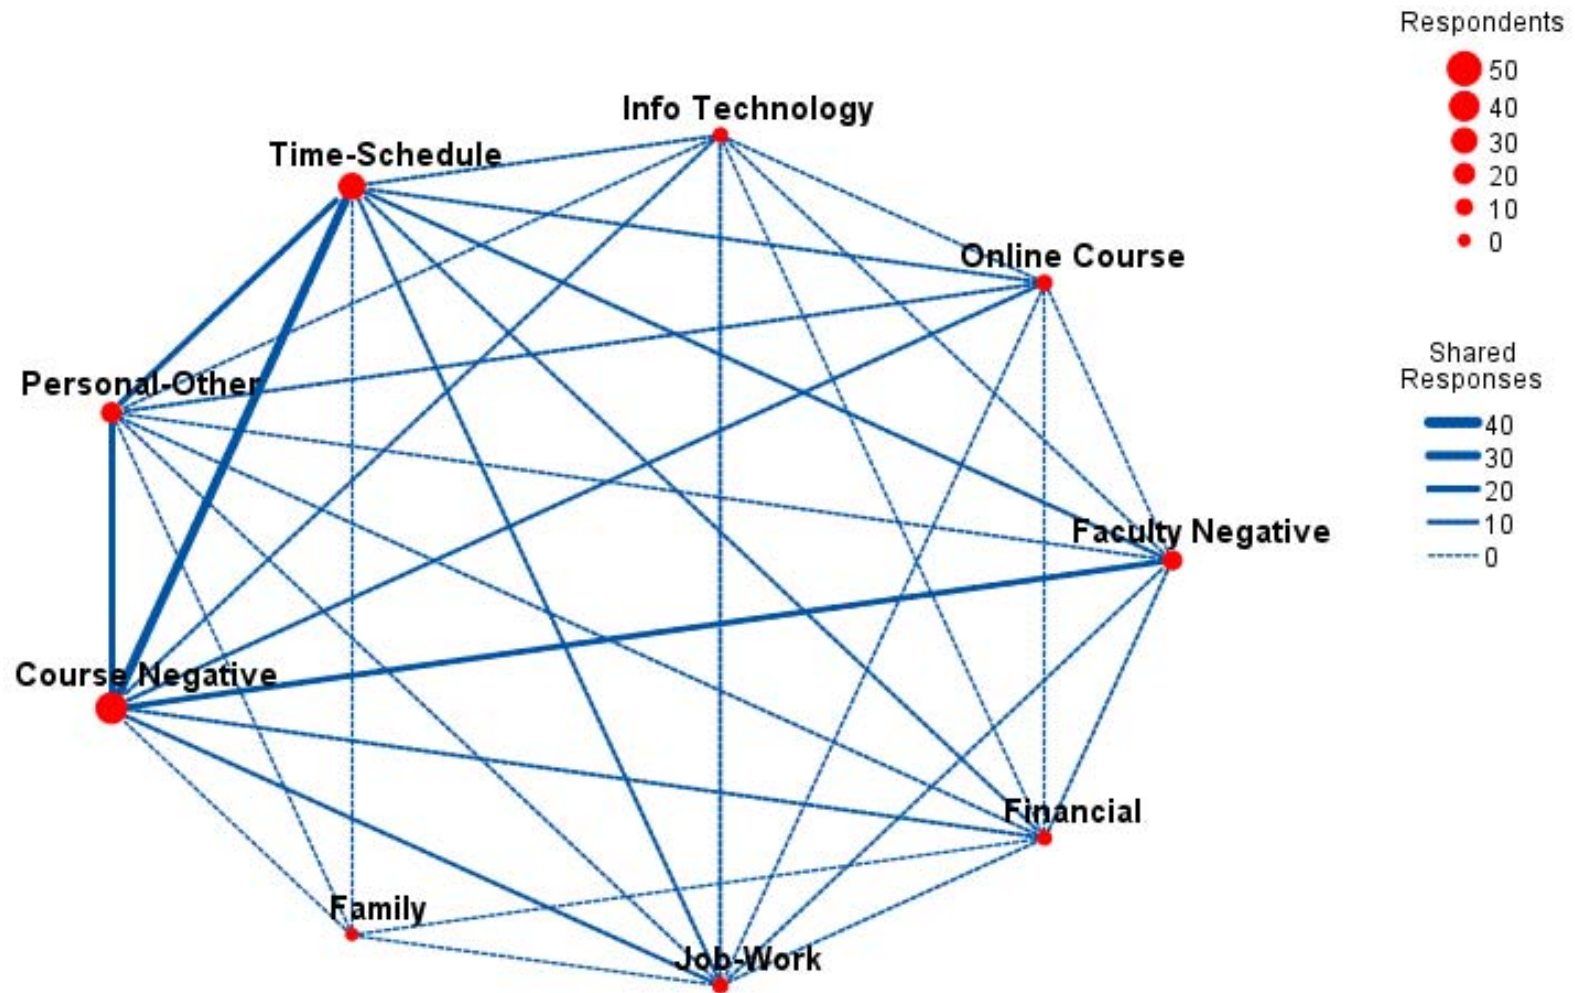 Respondents
50
40
30
20
10
0
Info Technology
Time-Schedule
Online Course
Shared
Responses
40
30
20
10
0
Personal-Other
Faculty Negative
Course Negative
Financial
Family
Job-Work